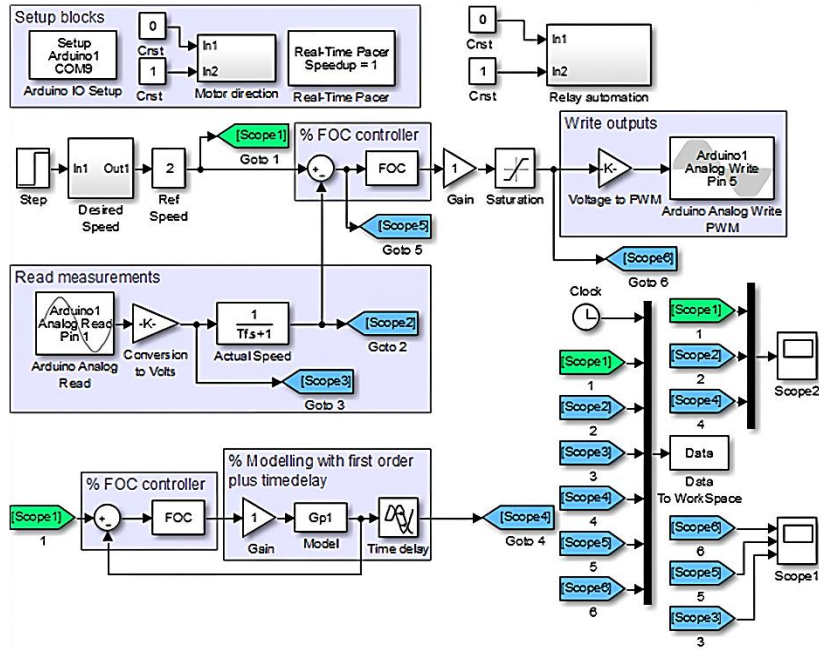 Setup blocks
Setup
Arduino1
COM9
Arduino IO Setup
0
Crnst
1
Crnst
In1
In2
Motor direction
Real-Time Pacer
Speedup = 1
Real-Time Pacer
0
Crnst
1
Crnst
In1
In2
Relay automation
Step
In1
Out1
Desired
Speed
2
Ref
Speed
[Scope1]
Goto 1
% FOC controller
+
-
FOC
[Scope5]
Goto 5
1
Gain
Saturation
Write outputs
-K-
Voltage to PWM
Arduino1
Analog Write
Pin 5
Arduino Analog Write
PWM
[Scope6]
Goto 6
Read measurements
Arduino1
Analog Read
Pin 1
Arduino Analog
Read
-K-
Conversion
to Volts
1
Tf.s+1
Actual Speed
[Scope2]
Goto 2
[Scope3]
Goto 3
Clock
[Scope1]
1
[Scope2]
2
[Scope3]
3
[Scope4]
4
[Scope5]
5
[Scope6]
6
[Scope1]
1
[Scope2]
2
[Scope4]
4
Scope2
Data
Data
To WorkSpace
[Scope6]
6
[Scope5]
5
[Scope3]
3
Scope1
[Scope1]
1
% FOC controller
+
-
FOC
% Modelling with first order
plus timedelay
1
Gain
Gp1
Model
Time delay
[Scope4]
Goto 4